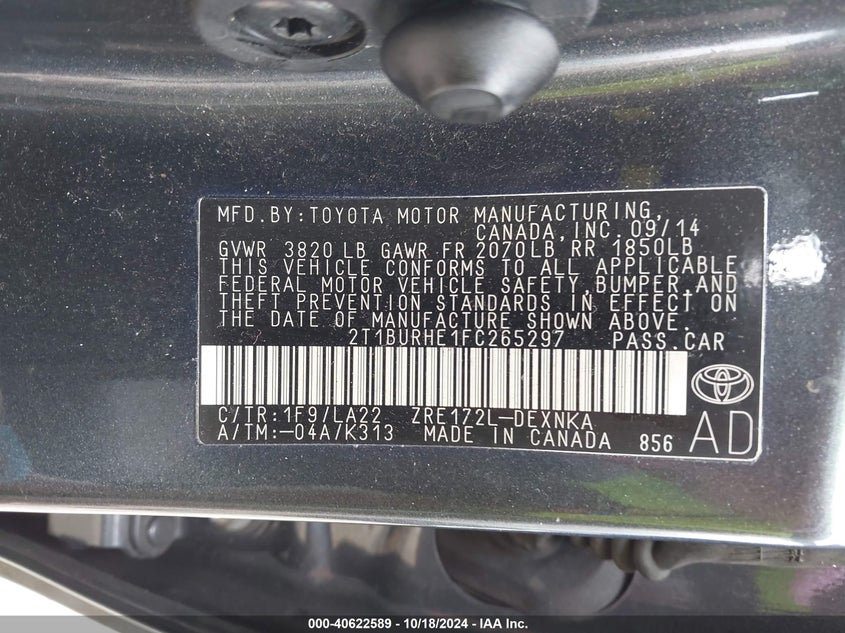 MFD.BY:TOYOTA MOTOR MANUFACTURING,
CANADA,INC. 09/14
GVWR 3820 LB GAWR FR 2070LB, RR 1850LB
THIS VEHICLE CONFORMS TO ALL APPLICABLE
FEDERAL MOTOR VEHICLE SAFETY,BUMPER,AND
THEFT PREVENTION STANDARDS IN EFFECT ON
THE DATE OF MANUFACTURE SHOWN ABOVE.
2T1BURHE1FC265297 PASS.CAR
C/TR:1F9/LA22 ZRE172L-DEXNKA
A/TM:-04A/K313 MADE IN CANADA 856 AD
000-40622589 - 10/18/2024 - IAA Inc.